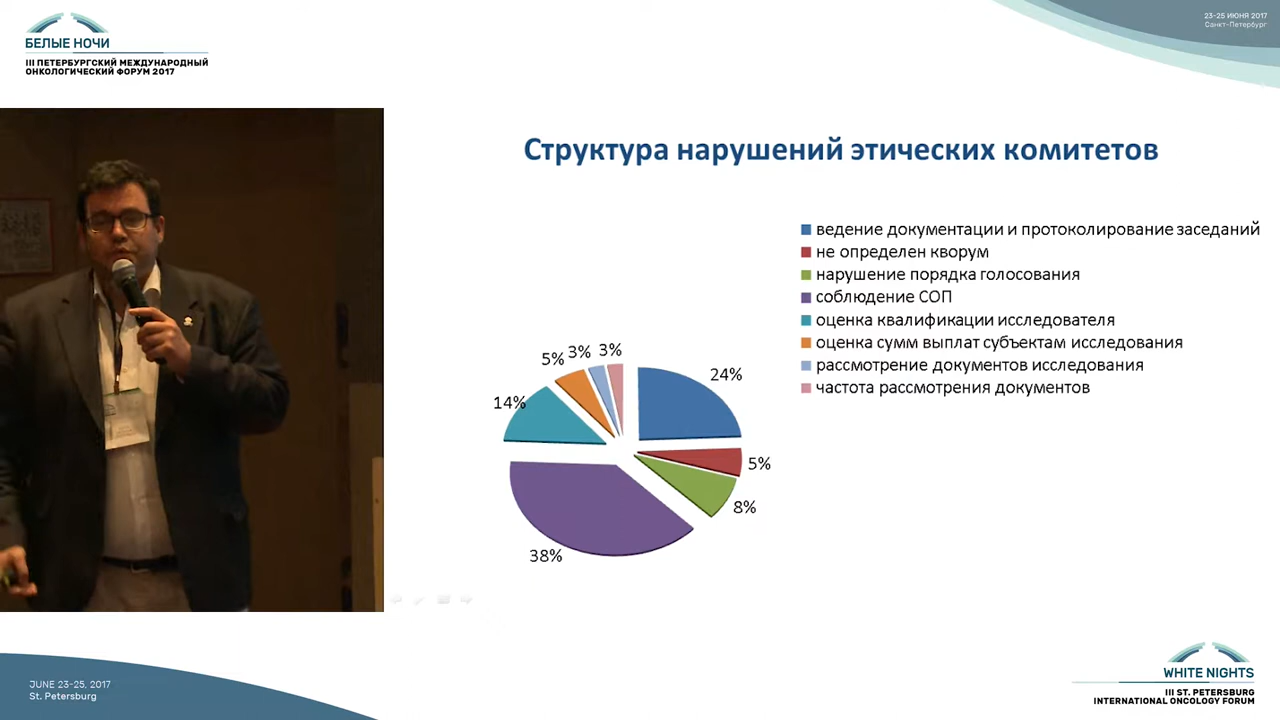 БЕЛЫЕ НОЧИ
III ПЕТЕРБУРГСКИЙ МЕЖДУНАРОДНЫЙ
ОНКОЛОГИЧЕСКИЙ ФОРУМ 2017
23-25 ИЮНЯ 2017
Санкт-Петербург
Структура нарушений этических комитетов
ведение документации и протоколирование заседаний
не определен кворум
нарушение порядка голосования
соблюдение СОП
оценка квалификации исследователя
оценка сумм выплат субъектам исследования
рассмотрение документов исследования
частота рассмотрения документов
24%
5%
8%
38%
14%
5%
3%
3%
JUNE 23-25, 2017
St. Petersburg
WHITE NIGHTS
III ST. PETERSBURG
INTERNATIONAL ONCOLOGY FORUM